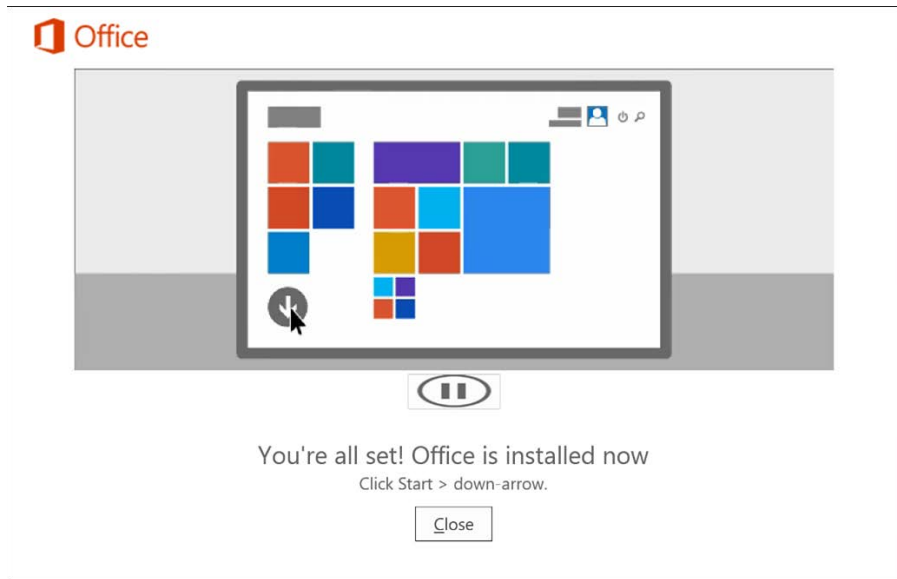 Office
You're all set! Office is installed now
Click Start > down-arrow.
Close